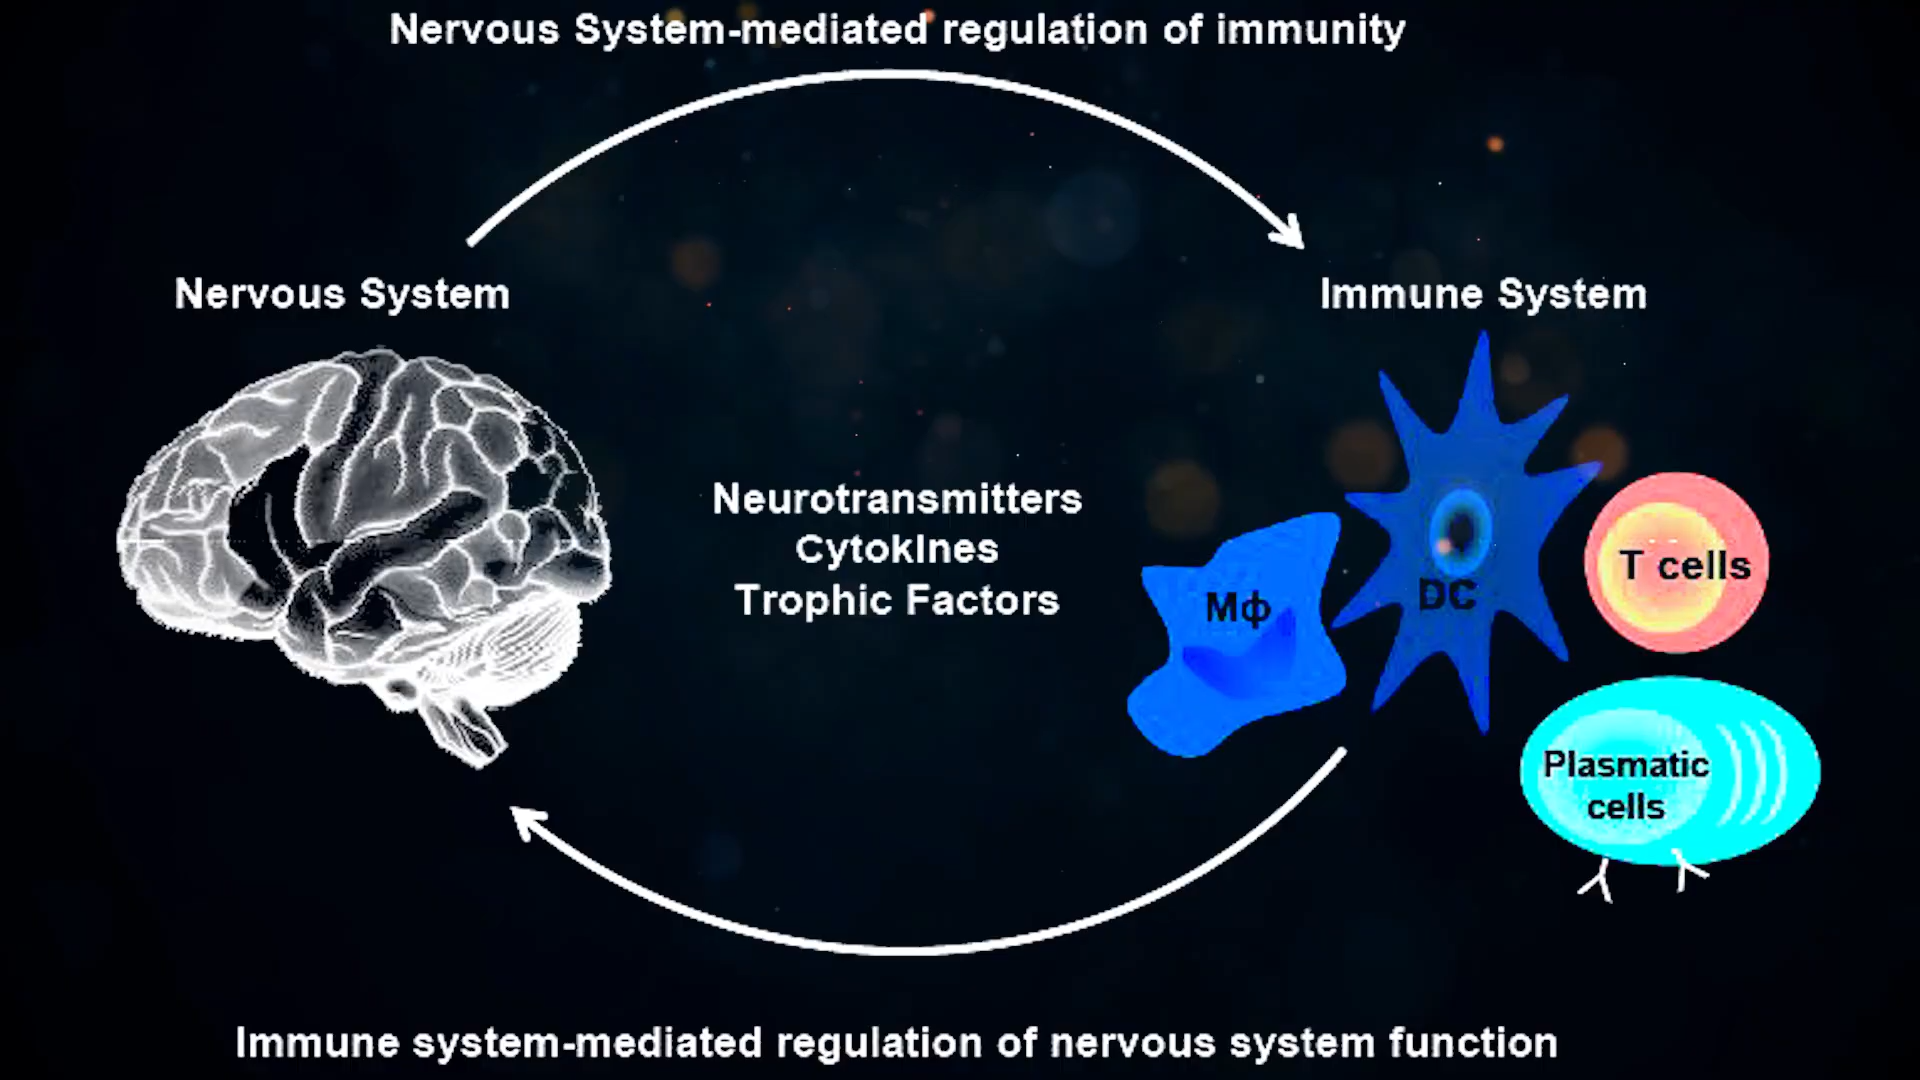 Nervous System-mediated regulation of immunity
Nervous System
Immune System
Neurotransmitters
CytokInes
Trophic Factors
Mϕ
DC
T cells
Plasmatic
cells
Immune system-mediated regulation of nervous system function